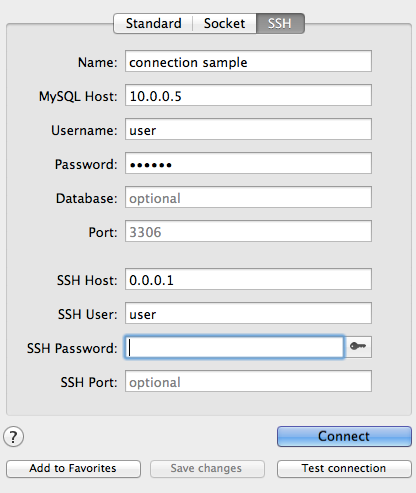 Standard Socket SSH
Name: connection sample
MySQL Host: 10.0.0.5
Username: user
Password: ••••••
Database: optional
Port: 3306
SSH Host: 0.0.0.1
SSH User: user
SSH Password:
SSH Port: optional
? Connect
Add to Favorites Save changes Test connection